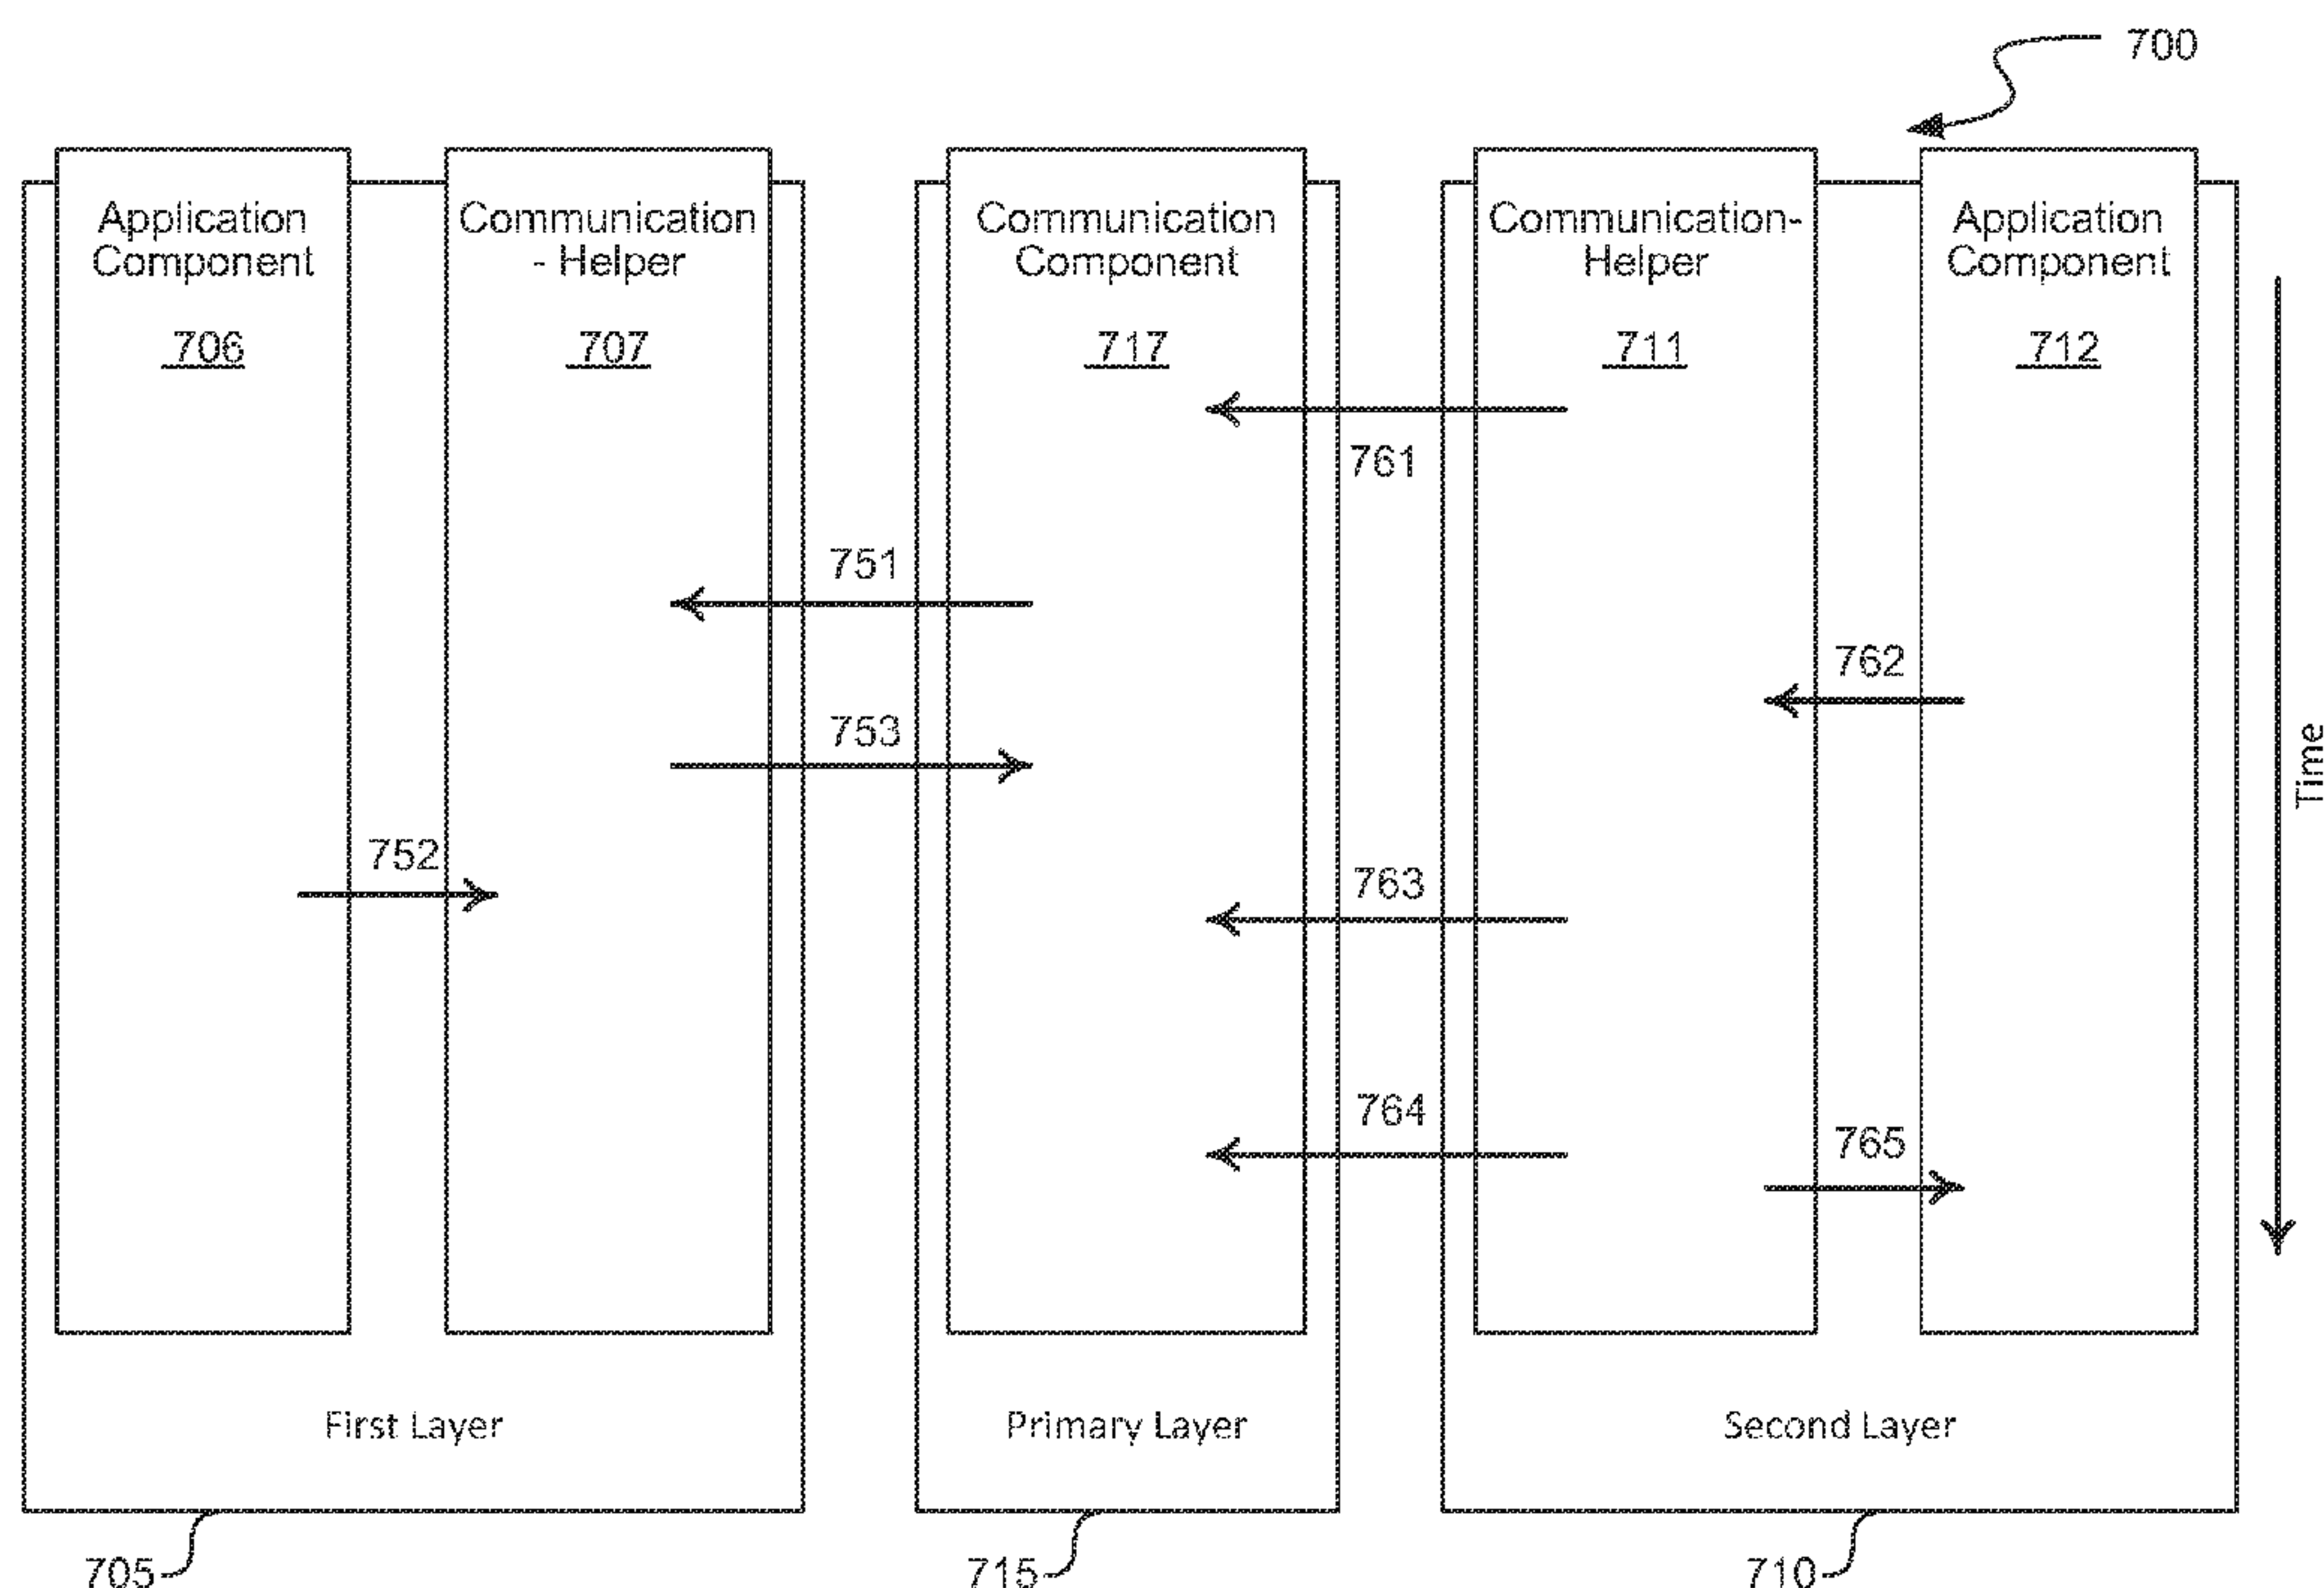 700
Application
Component
706
Communication
- Helper
707
Communication
Component
717
Communication-
Helper
711
Application
Component
712
761
751
762
753
Time
752
763
764
765
First Layer
Primary Layer
Second Layer
705
715
710